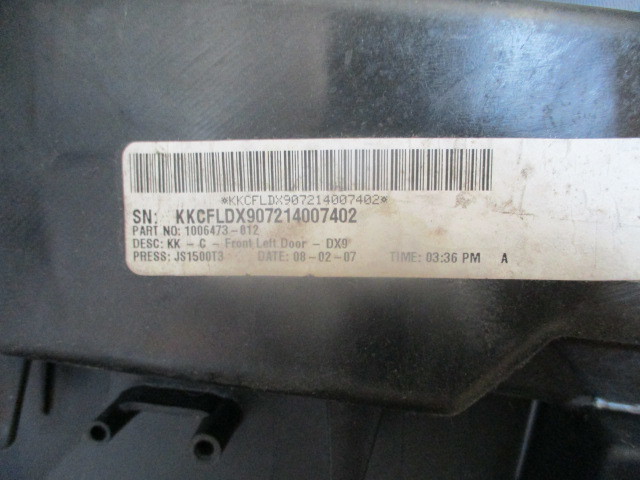 *KKCFLDX907214007402*
SN: KKCFLDX907214007402
PART NO: 1006473-012
DESC: KK - C - Front Left Door - DX9
PRESS: JS1500T3 DATE: 08-02-07 TIME: 03:36 PM A